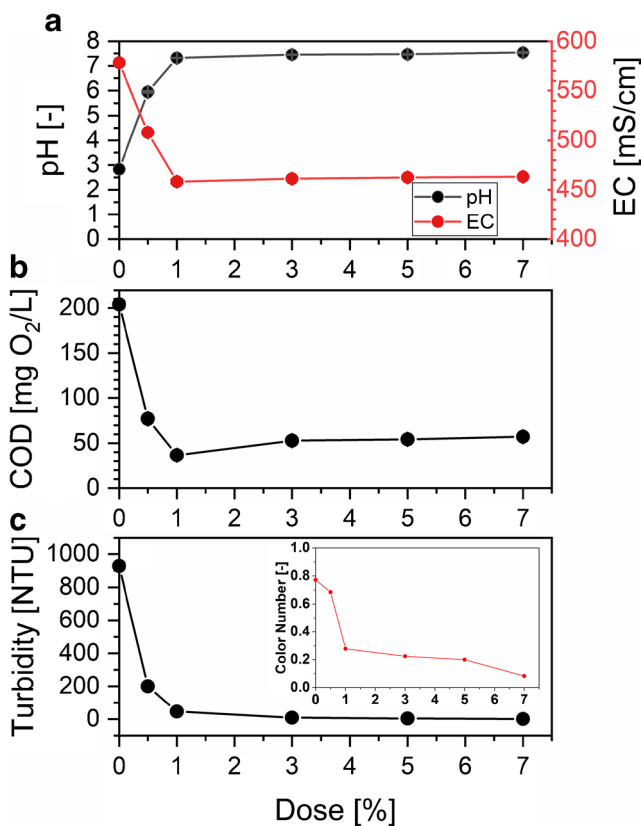 a
8
7
6
5
4
3
2
1
0
pH [-]
600
550
500
450
400
EC [mS/cm]
pH
EC
0 1 2 3 4 5 6 7
b
200
150
100
50
0
COD [mg O₂/L]
0 1 2 3 4 5 6 7
c
1000
800
600
400
200
0
Turbidity [NTU]
1.0
0.8
0.6
0.4
0.2
0.0
Color Number [-]
0 1 2 3 4 5 6 7
0 1 2 3 4 5 6 7
Dose [%]